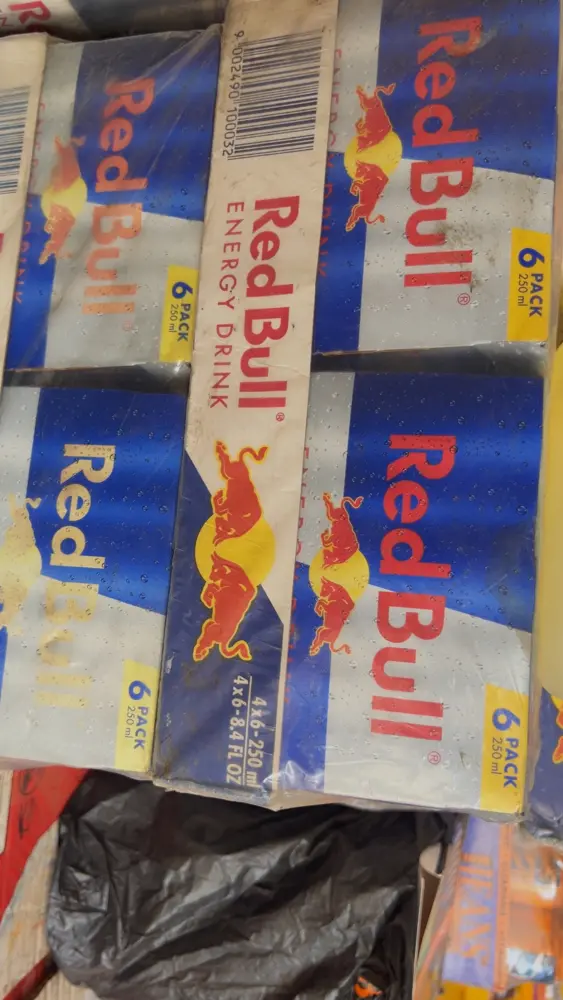 Red Bull
6 PACK
250 ml
9 002490 100032
Red Bull®
ENERGY DRINK
4x6-250 ml
4x6-8.4 FL OZ
Red Bull®
6 PACK
250 ml
Red Bull
6 PACK
250 ml
Red Bull®
6 PACK
250 ml